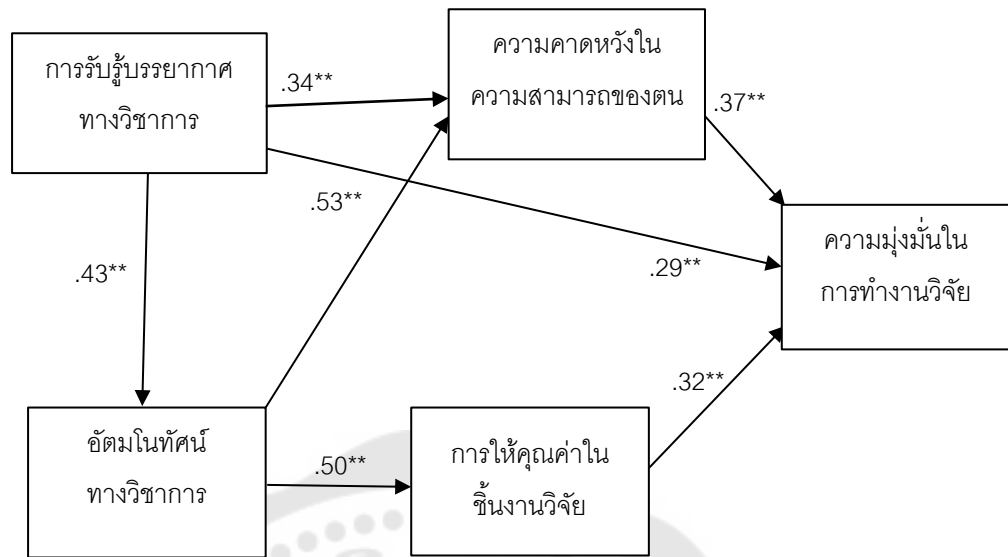 การรับรู้บรรยากาศ
ทางวิชาการ
.34**
ความคาดหวังใน
ความสามารถของตน
.37**
.53**
.43**
.29**
ความมุ่งมั่นใน
การทำงานวิจัย
อัตมโนทัศน์
ทางวิชาการ
.50**
การให้คุณค่าใน
ชิ้นงานวิจัย
.32**